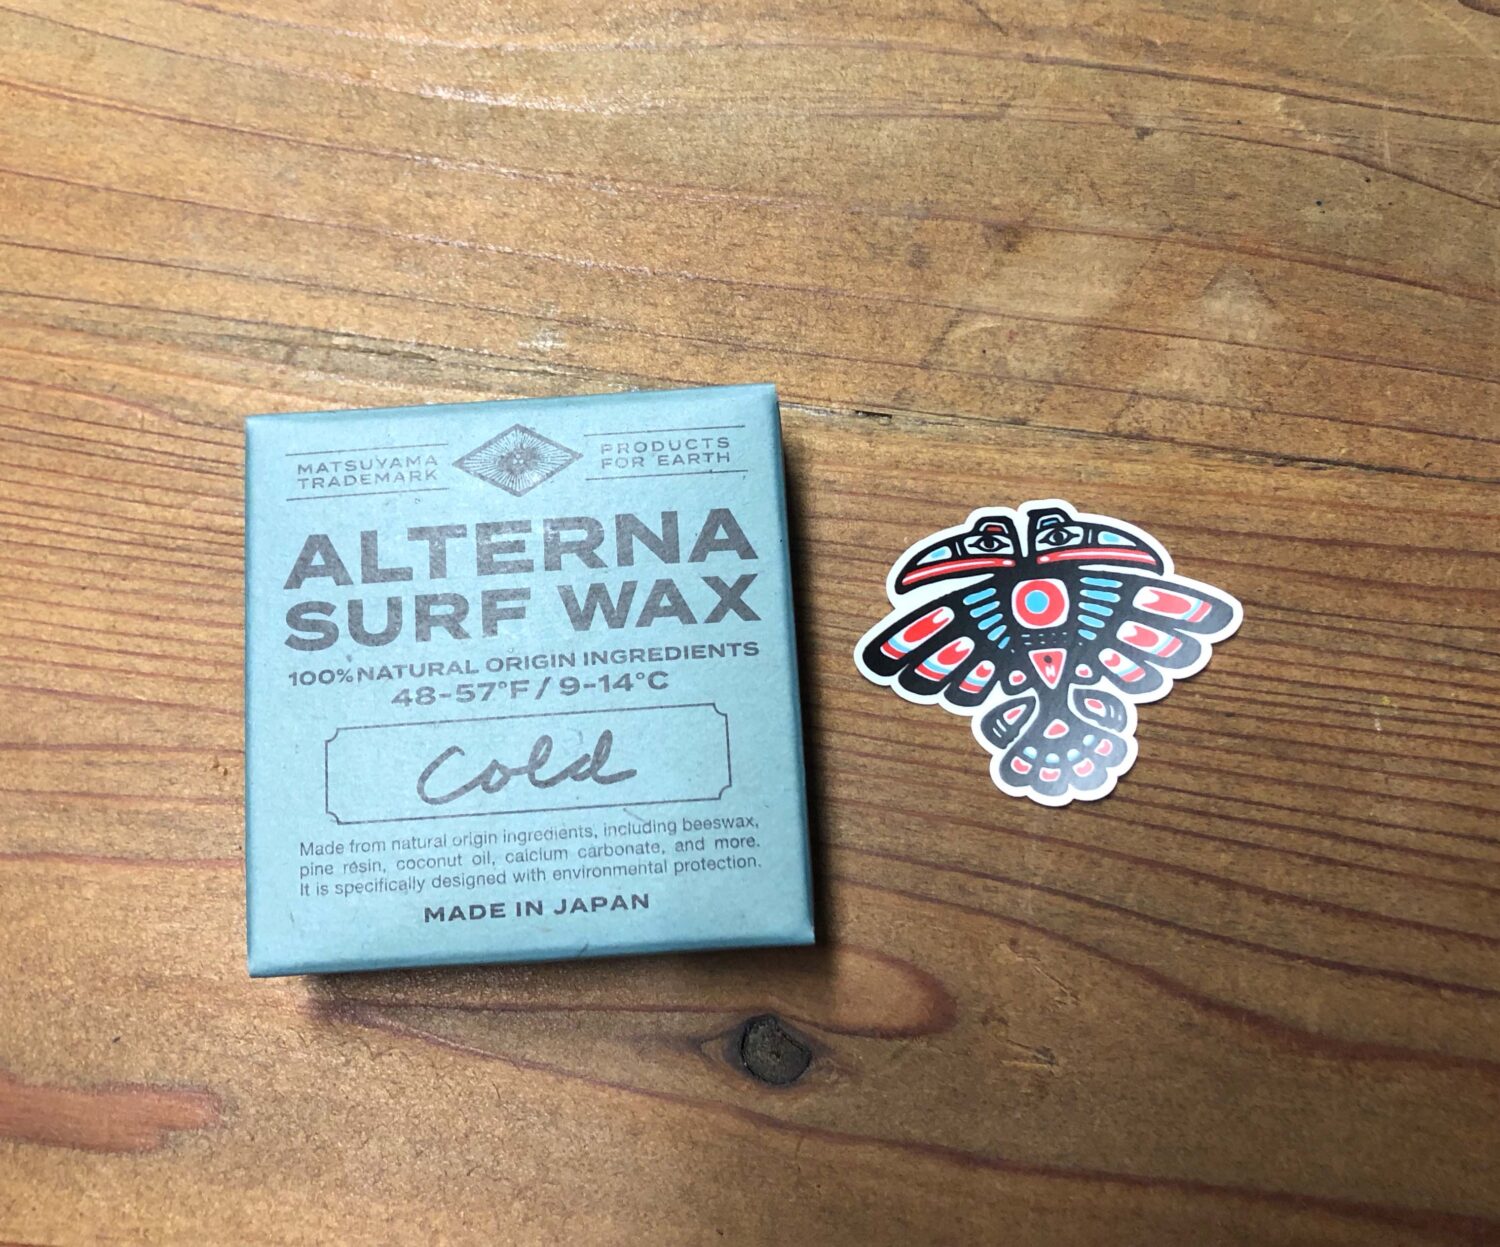 MATSUYAMA
TRADEMARK
PRODUCTS
FOR EARTH
ALTERNA
SURF WAX
100% NATURAL ORIGIN INGREDIENTS
48-57°F / 9-14°C
Cold
Made from natural origin ingredients, including beeswax,
pine resin, coconut oil, calcium carbonate, and more.
It is specifically designed with environmental protection.
MADE IN JAPAN